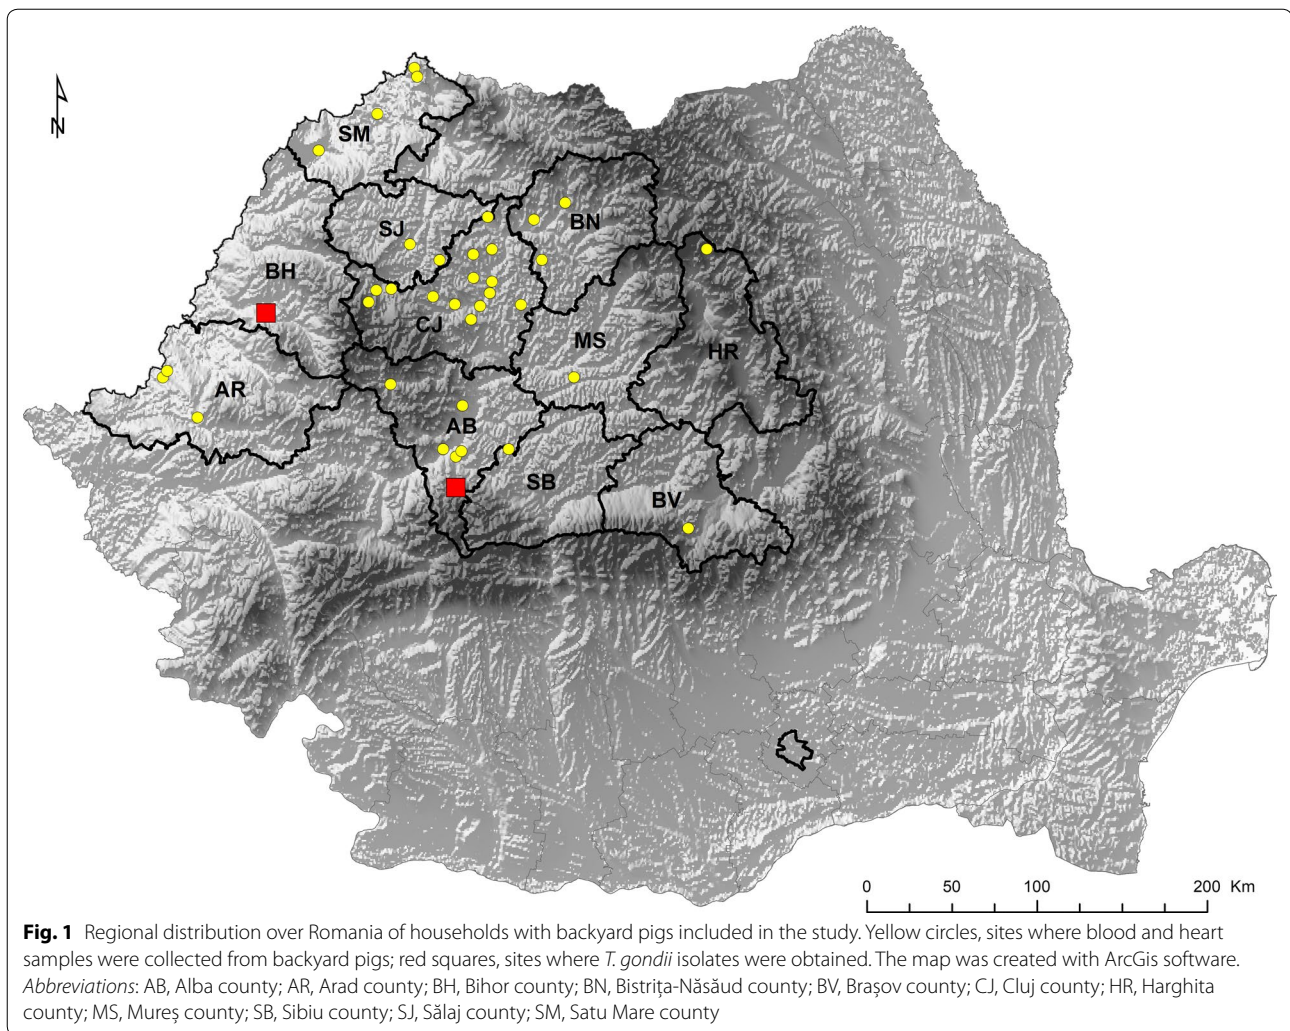 N
SM
SJ
BN
BH
CJ
MS
HR
AR
AB
SB
BV
0 50 100 200 Km
Fig. 1 Regional distribution over Romania of households with backyard pigs included in the study. Yellow circles, sites where blood and heart
samples were collected from backyard pigs; red squares, sites where T. gondii isolates were obtained. The map was created with ArcGis software.
Abbreviations: AB, Alba county; AR, Arad county; BH, Bihor county; BN, Bistrița-Năsăud county; BV, Brașov county; CJ, Cluj county; HR, Harghita
county; MS, Mureș county; SB, Sibiu county; SJ, Sălaj county; SM, Satu Mare county